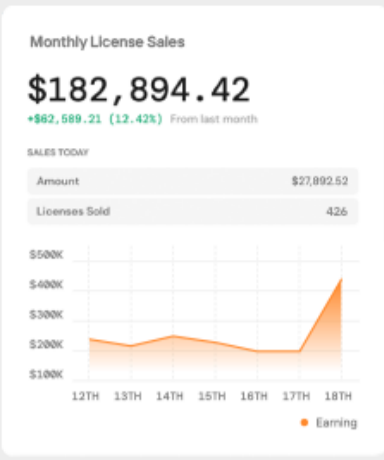 Monthly License Sales
$182,894.42
+$62,589.21 (12.42%) From last month
SALES TODAY
Amount $27,892.52
Licenses Sold 426
$500K
$400K
$300K
$200K
$100K
12TH 13TH 14TH 15TH 16TH 17TH 18TH
Earning